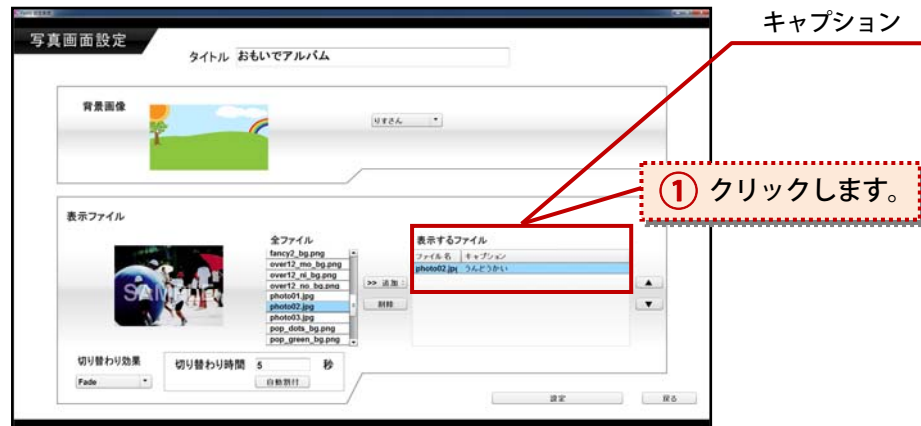 キャプション
写真画面設定
タイトル おもいでアルバム
背景画像
りすさん
① クリックします。
表示ファイル
全ファイル
fancy2_bg.png
over12_mo_bg.png
over12_ni_bg.png
over12_no_bg.png
photo01.jpg
photo02.jpg
photo03.jpg
pop_dots_bg.png
pop_green_bg.png
>> 追加
削除
表示するファイル
ファイル名 キャプション
photo02.jp うんどうかい
▲
▼
切り替わり効果
Fade
切り替わり時間 5 秒
自動割付
設定
戻る